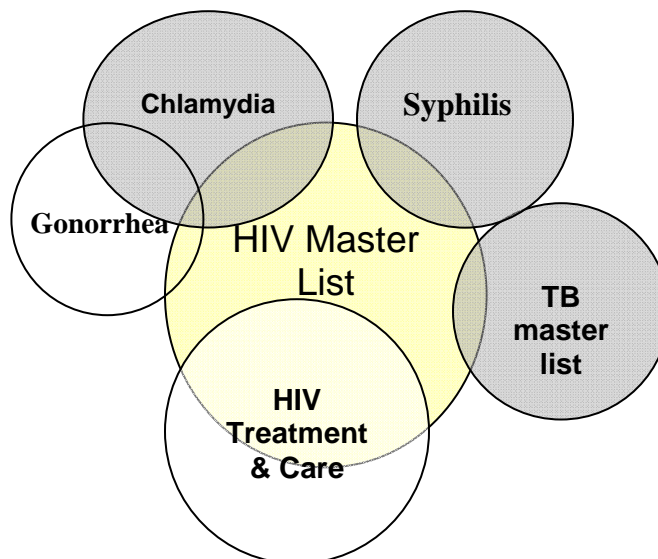 Chlamydia
Syphilis
Gonorrhea
HIV Master
List
TB
master
list
HIV
Treatment
& Care